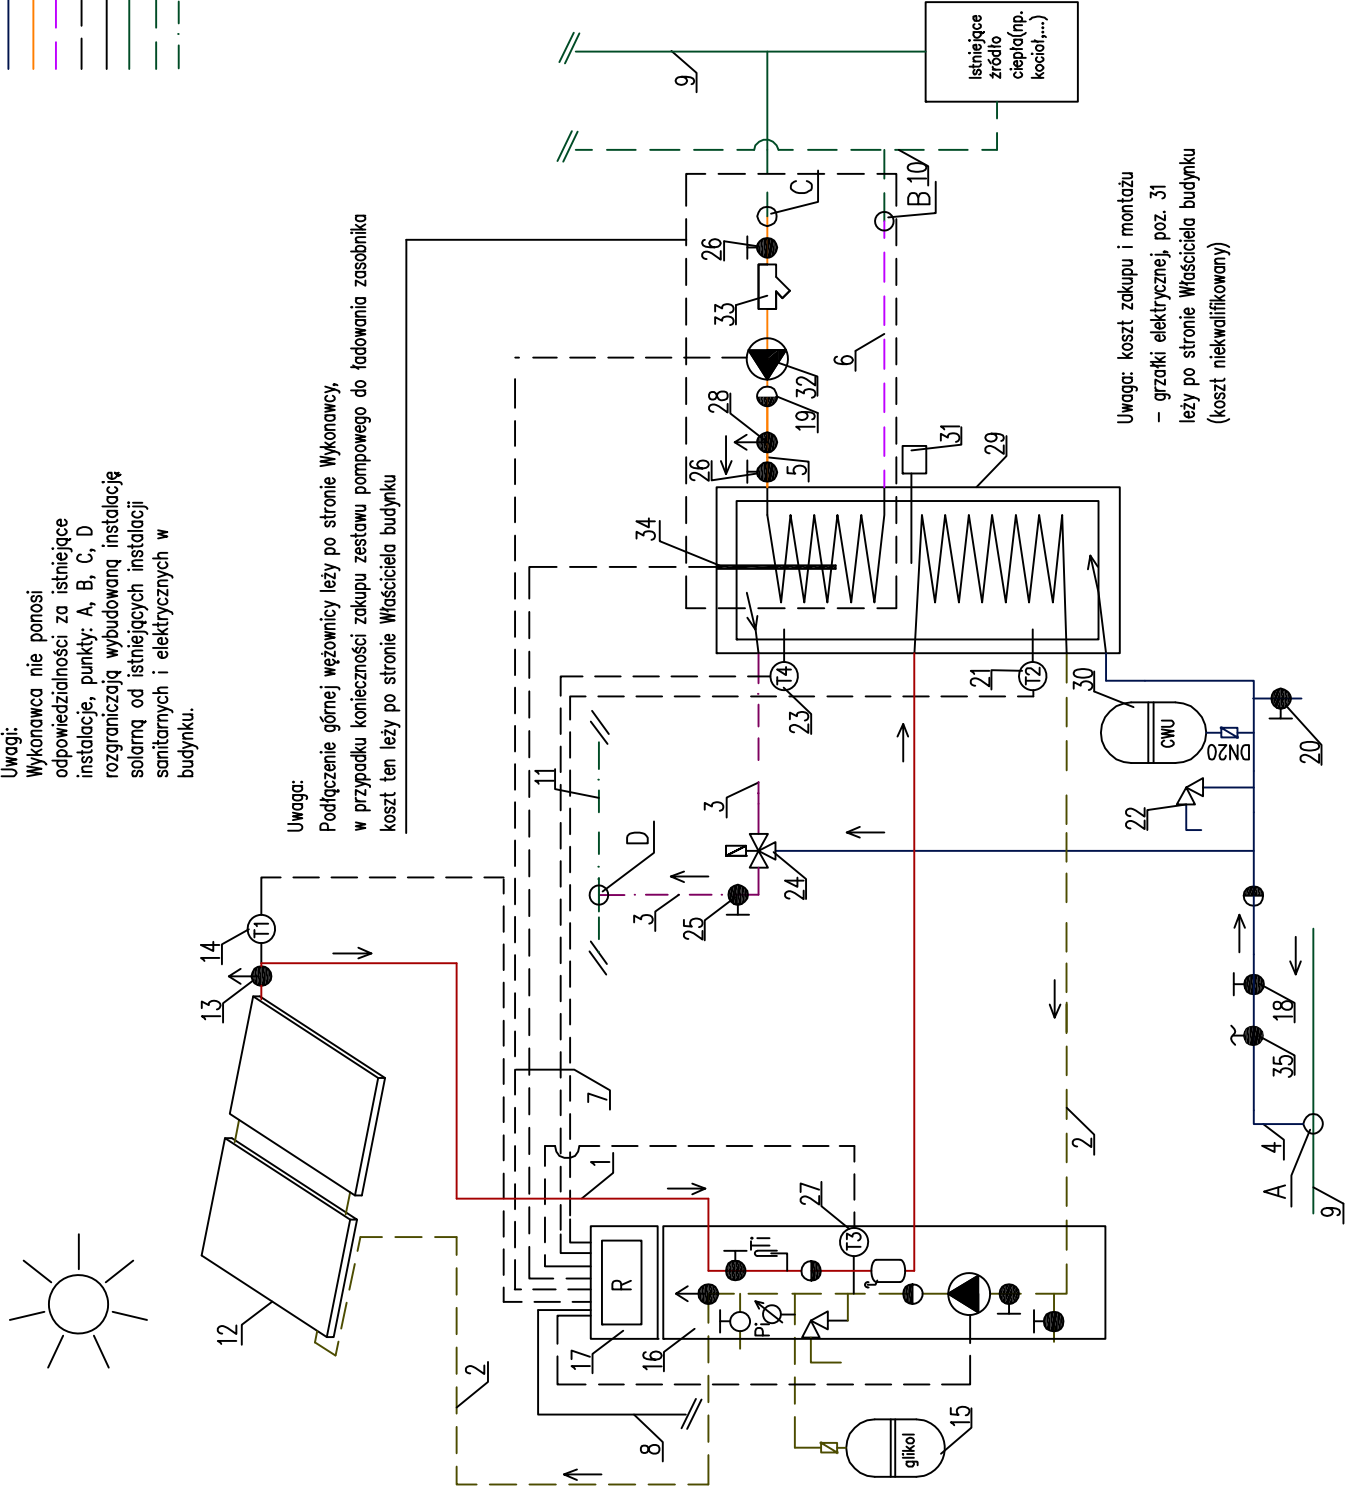 Uwagi:
Wykonawca nie ponosi
odpowiedzialności za istniejące
instalacje, punkty: A, B, C, D
rozgraniczają wybudowaną instalację
solarną od istniejących instalacji
sanitarnych i elektrycznych w
budynku.
Uwaga:
Podłączenie górnej wężownicy leży po stronie Wykonawcy,
w przypadku konieczności zakupu zestawu pompowego do ładowania zasobnika
koszt ten leży po stronie Właściciela budynku
Istniejące
źródło
ciepła(np.
kocioł,...)
Uwaga: koszt zakupu i montażu
– grzałki elektrycznej, poz. 31
leży po stronie Właściciela budynku
(koszt niekwalifikowany)
9
10
B
C
26
33
6
32
28
19
5
26
31
29
34
T4
23
T2
21
30
CWU
DN20
20
22
11
3
D
3
24
25
14
T1
13
12
7
1
2
27
T3
Ti
Pi
R
17
16
8
2
glikol
15
18
35
4
A
9